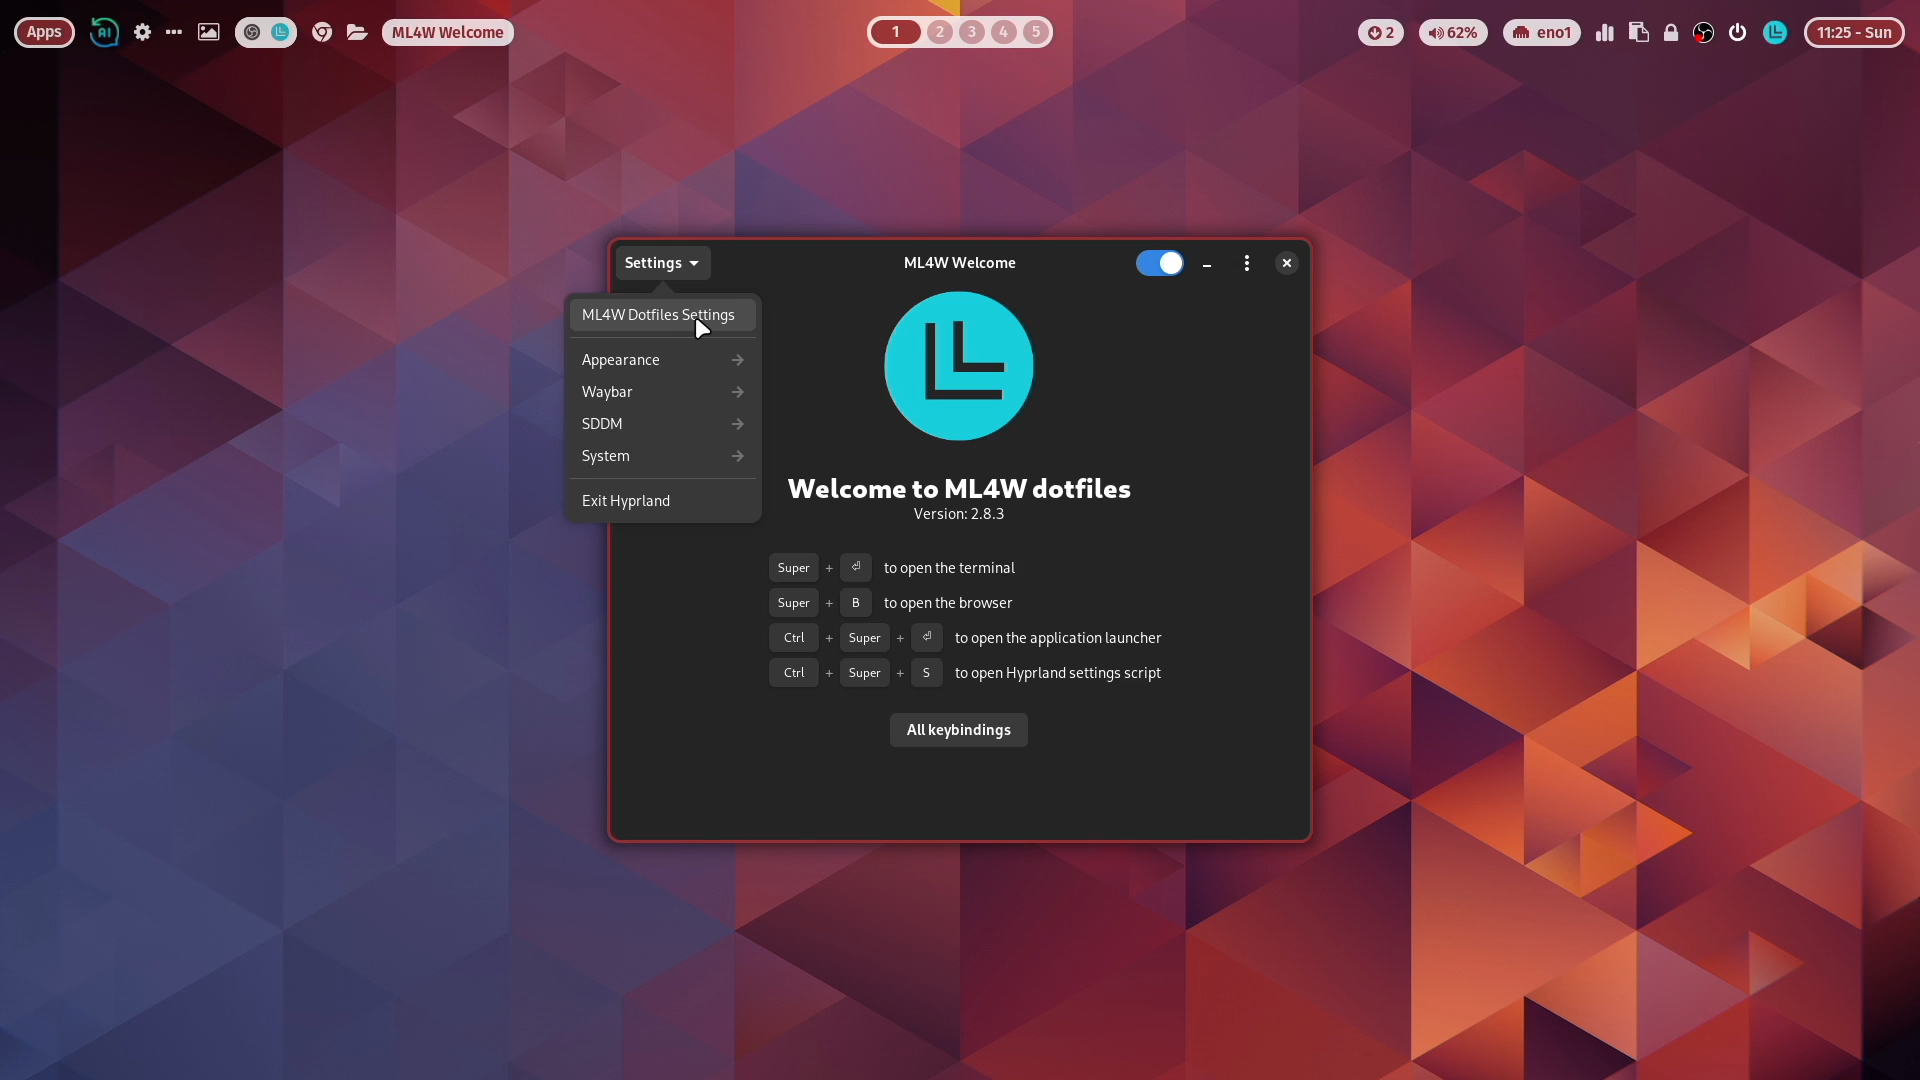 Apps
AI
ML4W Welcome
1 2 3 4 5
2
62%
eno1
11:25 - Sun
Settings
ML4W Welcome
ML4W Dotfiles Settings
Appearance
Waybar
SDDM
System
Exit Hyprland
Welcome to ML4W dotfiles
Version: 2.8.3
Super + ⏎ to open the terminal
Super + B to open the browser
Ctrl + Super + ⏎ to open the application launcher
Ctrl + Super + S to open Hyprland settings script
All keybindings